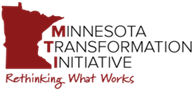 MINNESOTA
TRANSFORMATION
INITIATIVE
Rethinking What Works